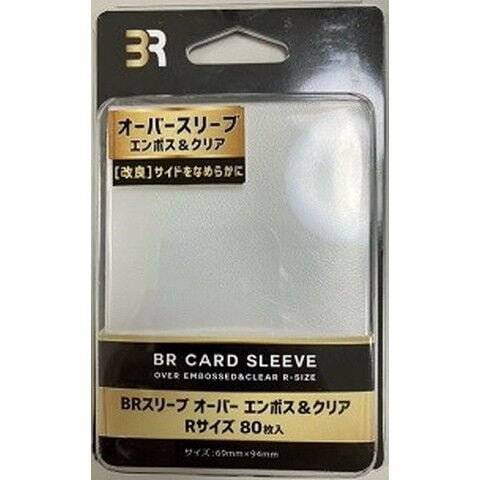 BR
オーバースリーブ
エンボス&クリア
[改良]サイドをなめらかに
BR CARD SLEEVE
OVER EMBOSSED&CLEAR R-SIZE
BRスリーブ オーバー エンボス&クリア
Rサイズ 80枚入
サイズ:69mm×94mm